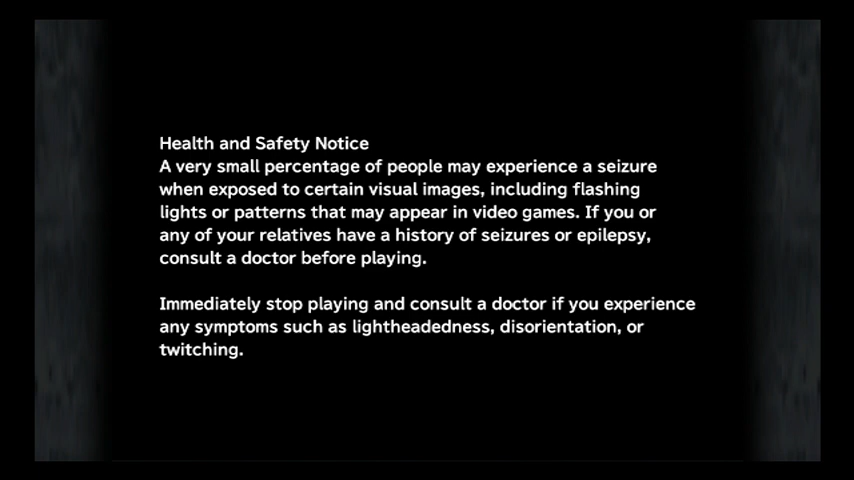 Health and Safety Notice
A very small percentage of people may experience a seizure
when exposed to certain visual images, including flashing
lights or patterns that may appear in video games. If you or
any of your relatives have a history of seizures or epilepsy,
consult a doctor before playing.
Immediately stop playing and consult a doctor if you experience
any symptoms such as lightheadedness, disorientation, or
twitching.